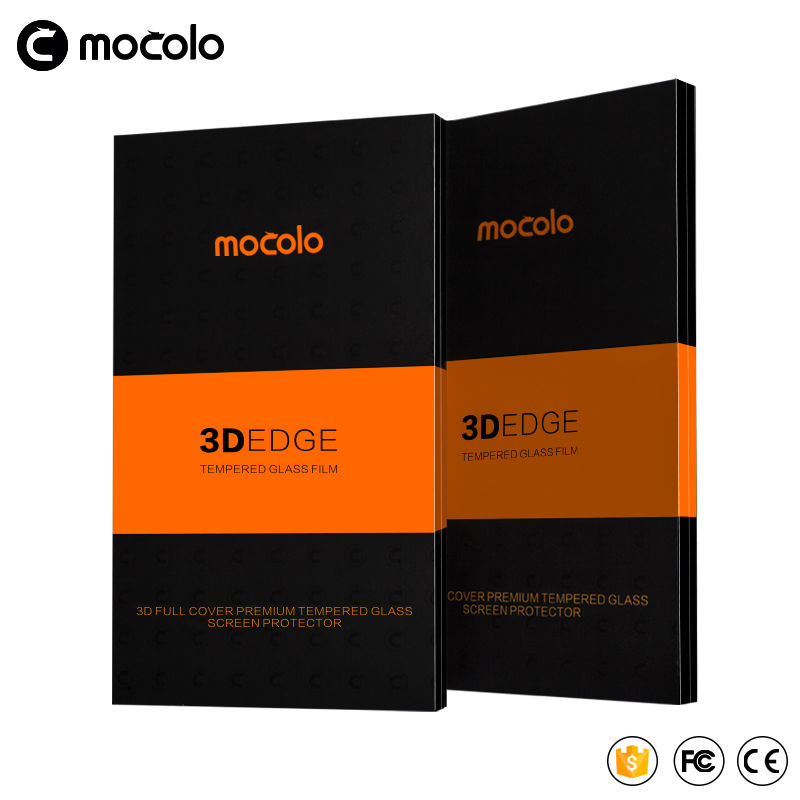 mocolo
mocolo
3DEDGE
TEMPERED GLASS FILM
3D FULL COVER PREMIUM TEMPERED GLASS
SCREEN PROTECTOR
mocolo
3DEDGE
TEMPERED GLASS FILM
COVER PREMIUM TEMPERED GLASS
SCREEN PROTECTOR
$
FC
CE